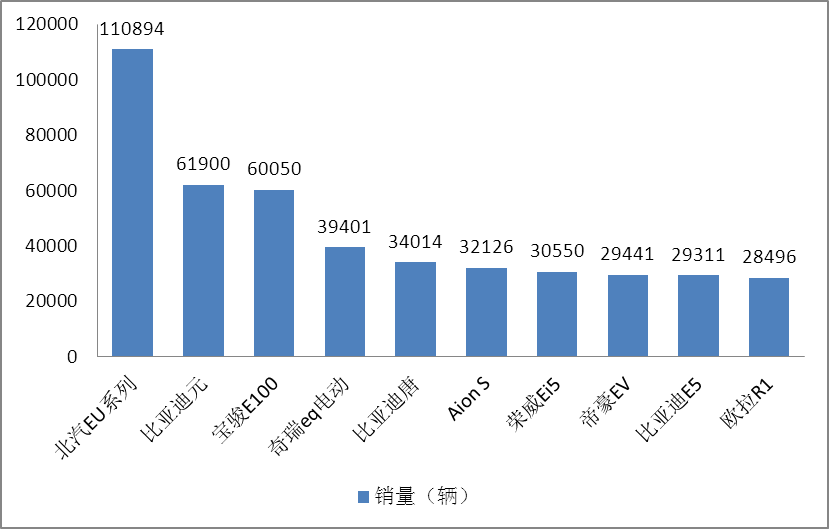 120000
100000
80000
60000
40000
20000
0
110894
61900
60050
39401
34014
32126
30550
29441
29311
28496
北汽EU系列
比亚迪元
宝骏E100
奇瑞eq电动
比亚迪唐
Aion S
荣威Ei5
帝豪EV
比亚迪E5
欧拉R1
销量（辆）